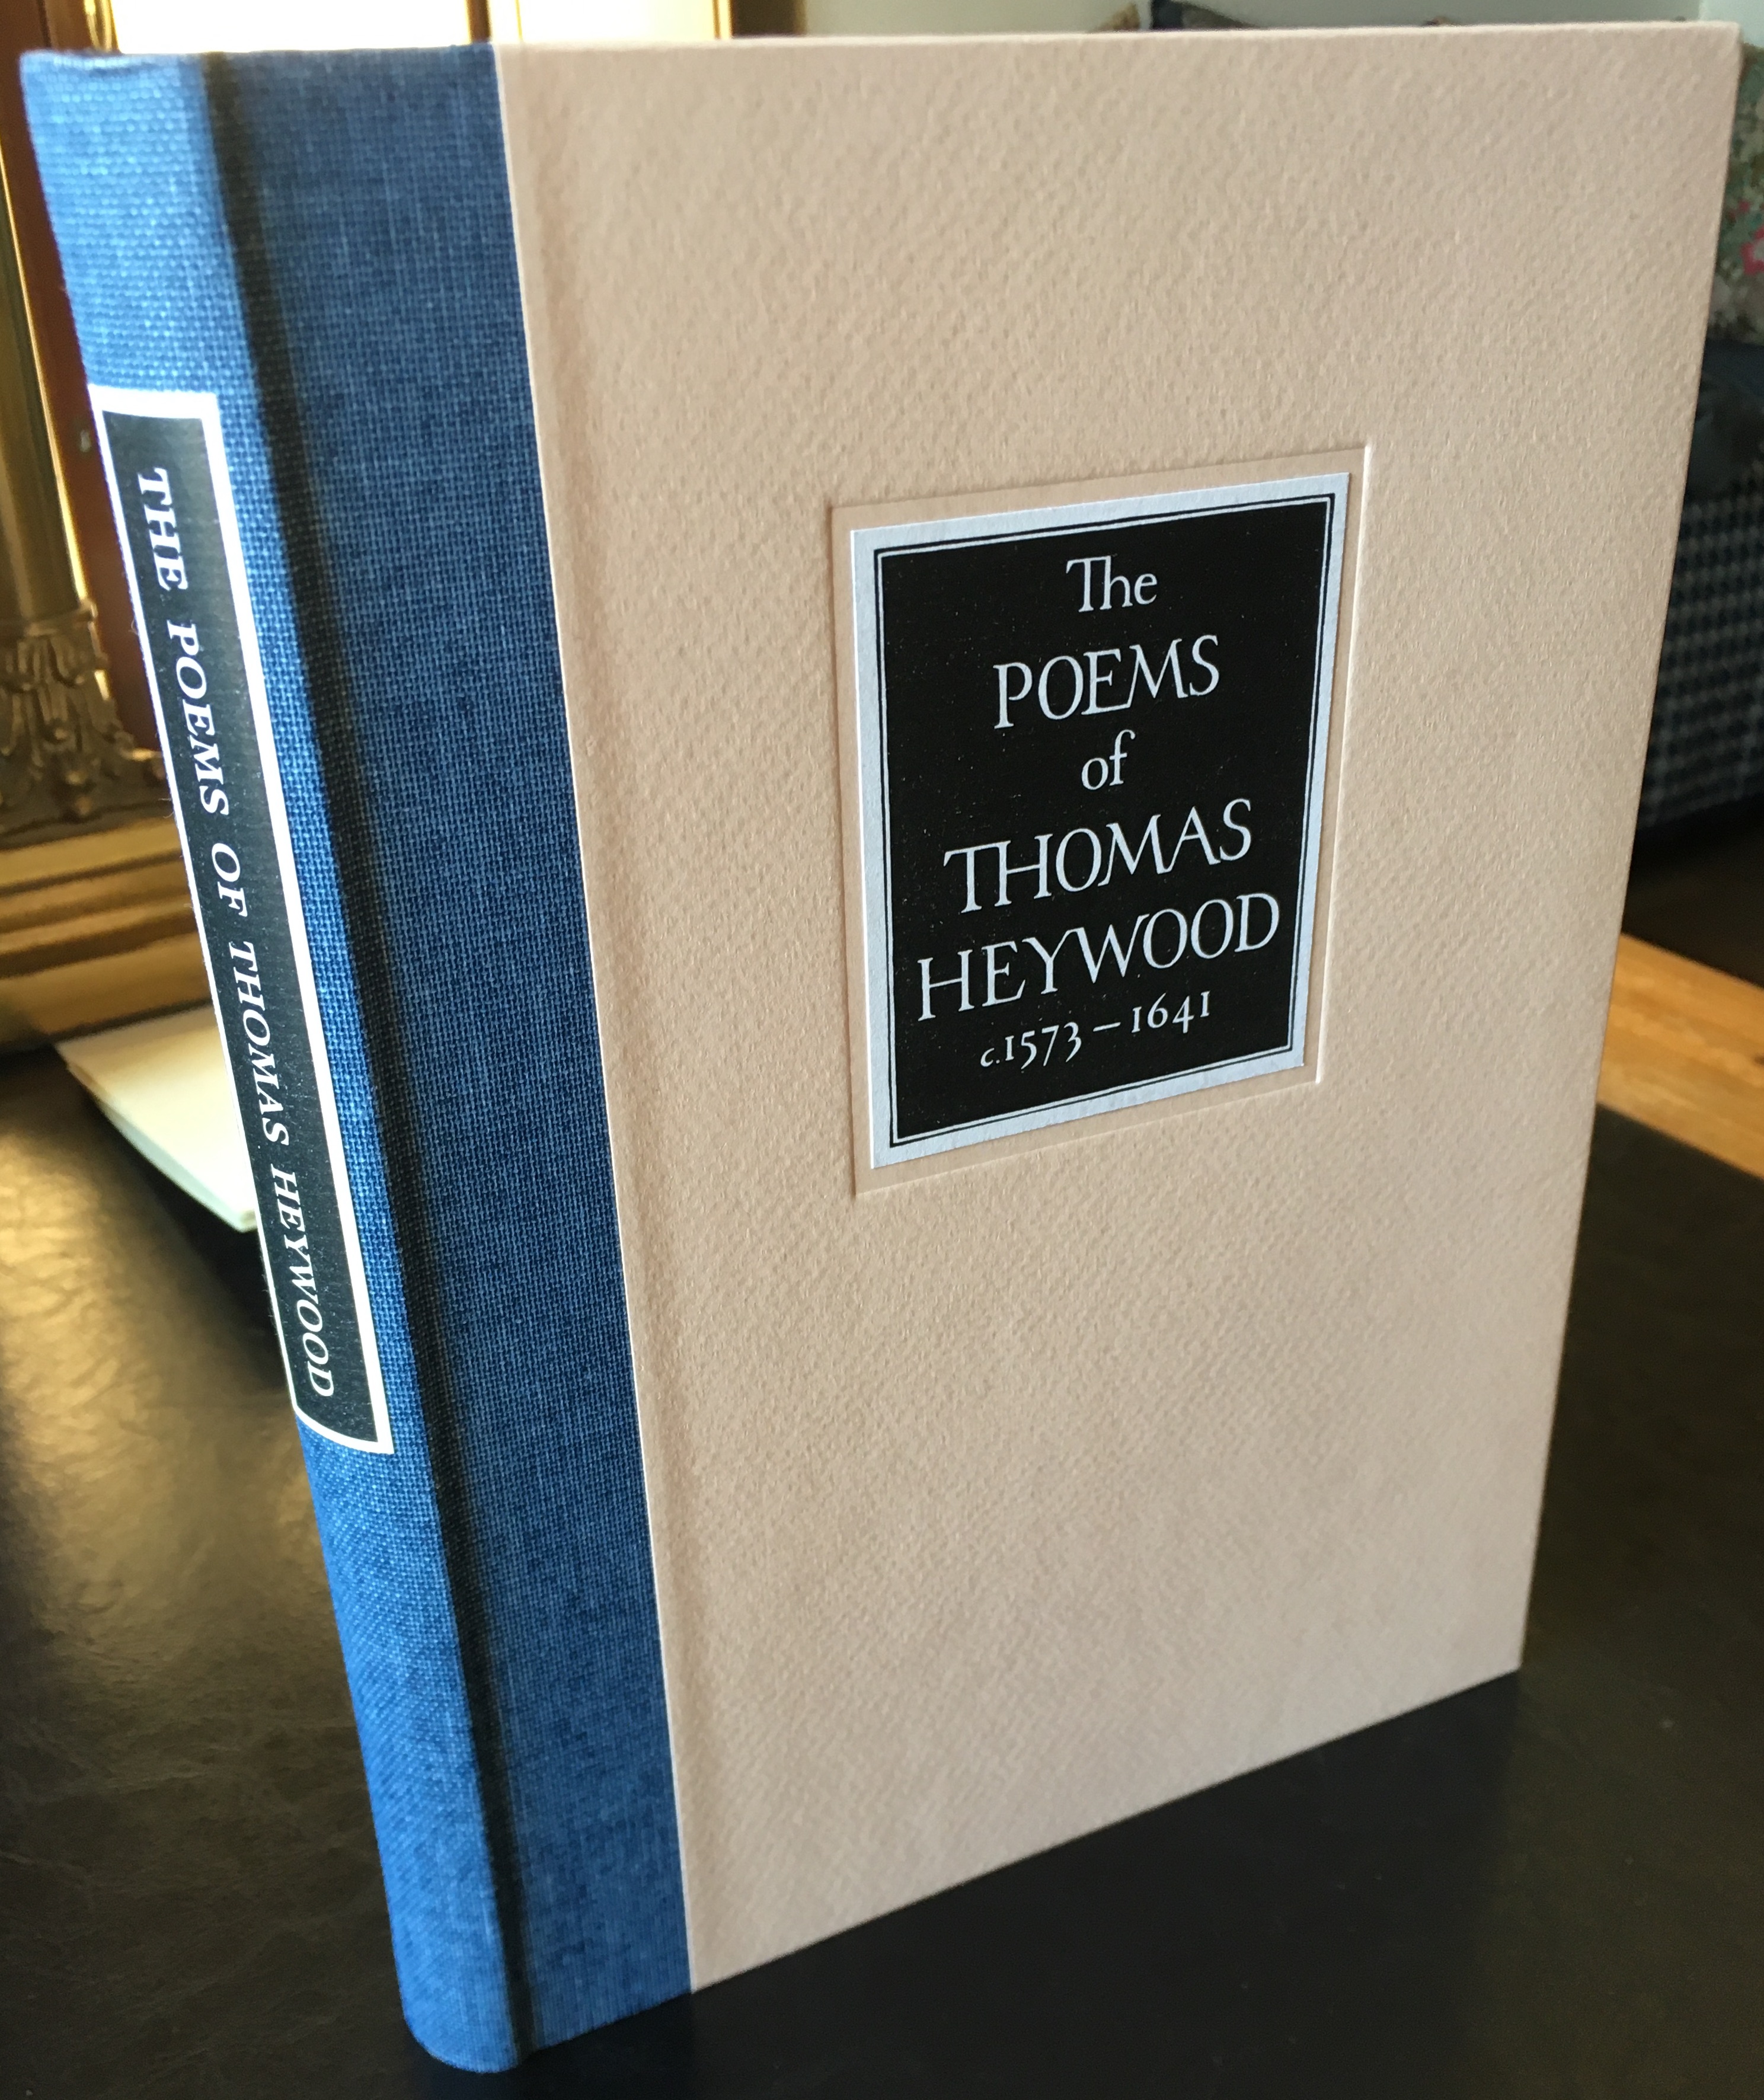 THE POEMS OF THOMAS HEYWOOD
The
POEMS
of
THOMAS
HEYWOOD
c.1573–1641